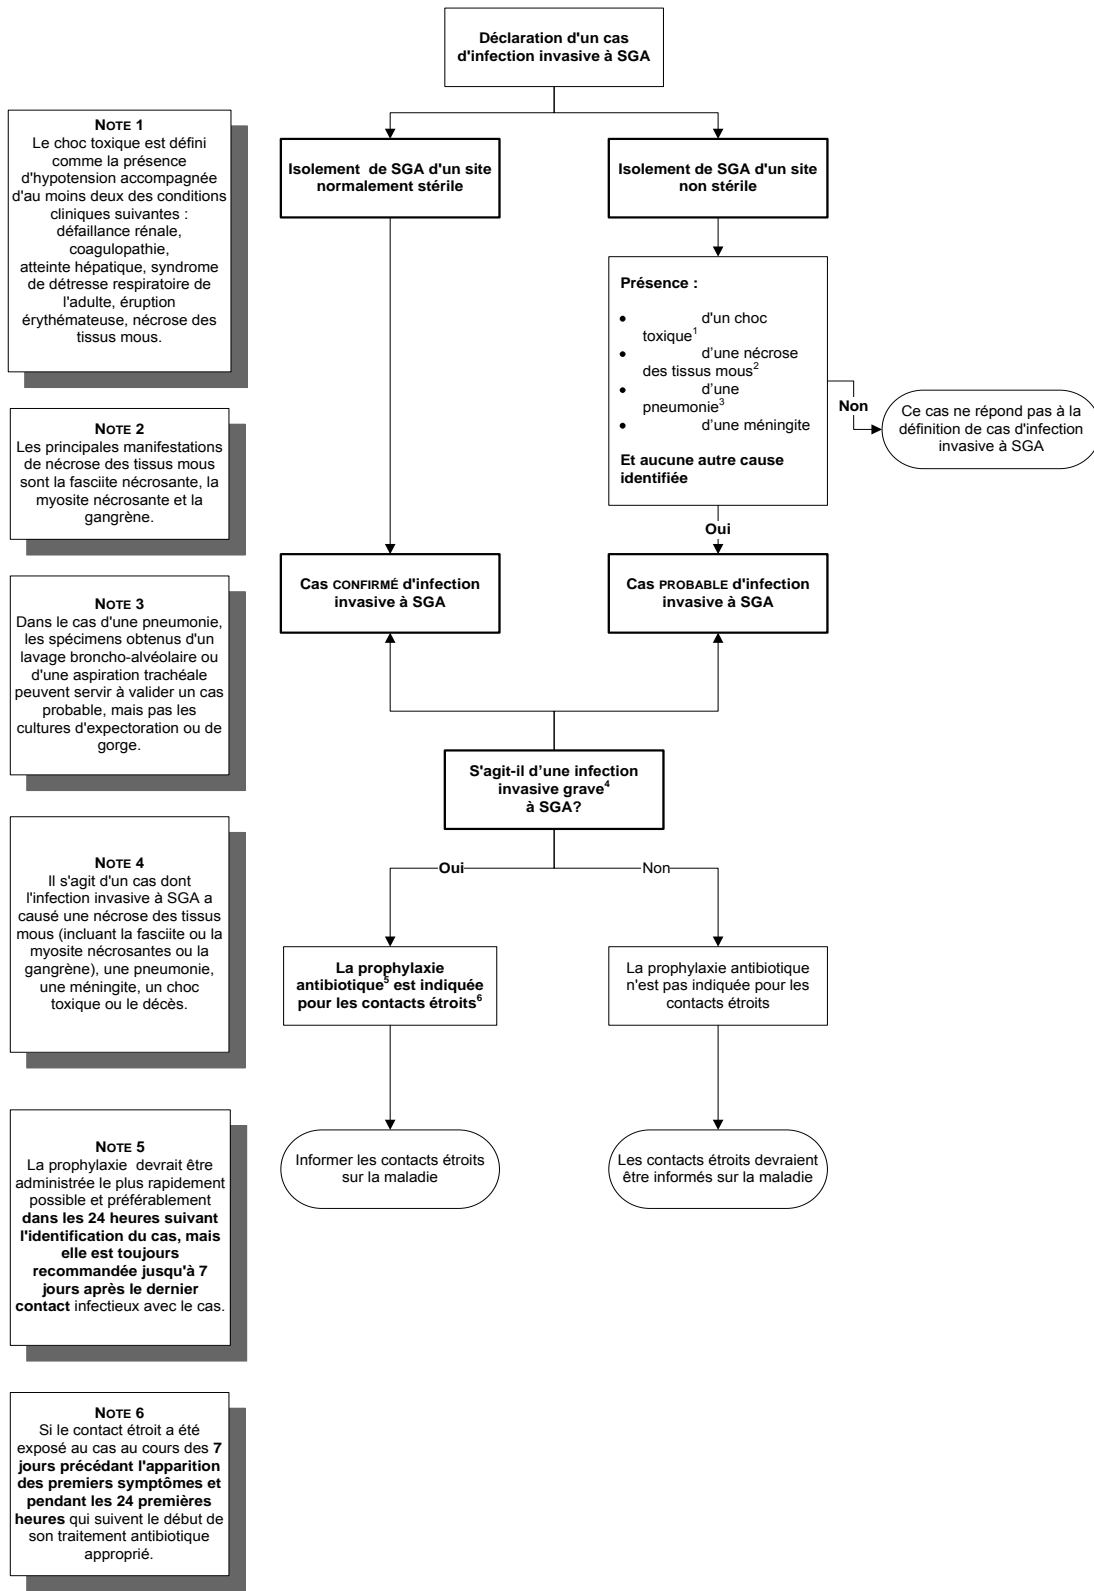 Déclaration d'un cas
d'infection invasive à SGA
NOTE 1
Le choc toxique est défini
comme la présence
d'hypotension accompagnée
d'au moins deux des conditions
cliniques suivantes :
défaillance rénale,
coagulopathie,
atteinte hépatique, syndrome
de détresse respiratoire de
l'adulte, éruption
érythémateuse, nécrose des
tissus mous.
Isolement de SGA d'un site
normalement stérile
Isolement de SGA d'un site
non stérile
Présence :
• d'un choc
toxique1
• d’une nécrose
des tissus mous2
• d'une
pneumonie3
• d'une méningite
Et aucune autre cause
identifiée
Non
Ce cas ne répond pas à la
définition de cas d'infection
invasive à SGA
Oui
NOTE 2
Les principales manifestations
de nécrose des tissus mous
sont la fasciite nécrosante, la
myosite nécrosante et la
gangrène.
Cas CONFIRMÉ d'infection
invasive à SGA
Cas PROBABLE d'infection
invasive à SGA
NOTE 3
Dans le cas d'une pneumonie,
les spécimens obtenus d'un
lavage broncho-alvéolaire ou
d'une aspiration trachéale
peuvent servir à valider un cas
probable, mais pas les
cultures d'expectoration ou de
gorge.
S'agit-il d’une infection
invasive grave4
à SGA?
Oui
Non
NOTE 4
Il s'agit d'un cas dont
l'infection invasive à SGA a
causé une nécrose des tissus
mous (incluant la fasciite ou la
myosite nécrosantes ou la
gangrène), une pneumonie,
une méningite, un choc
toxique ou le décès.
La prophylaxie
antibiotique5 est indiquée
pour les contacts étroits6
La prophylaxie antibiotique
n'est pas indiquée pour les
contacts étroits
NOTE 5
La prophylaxie devrait être
administrée le plus rapidement
possible et préférablement
dans les 24 heures suivant
l'identification du cas, mais
elle est toujours
recommandée jusqu'à 7
jours après le dernier
contact infectieux avec le cas.
Informer les contacts étroits
sur la maladie
Les contacts étroits devraient
être informés sur la maladie
NOTE 6
Si le contact étroit a été
exposé au cas au cours des 7
jours précédant l'apparition
des premiers symptômes et
pendant les 24 premières
heures qui suivent le début de
son traitement antibiotique
approprié.